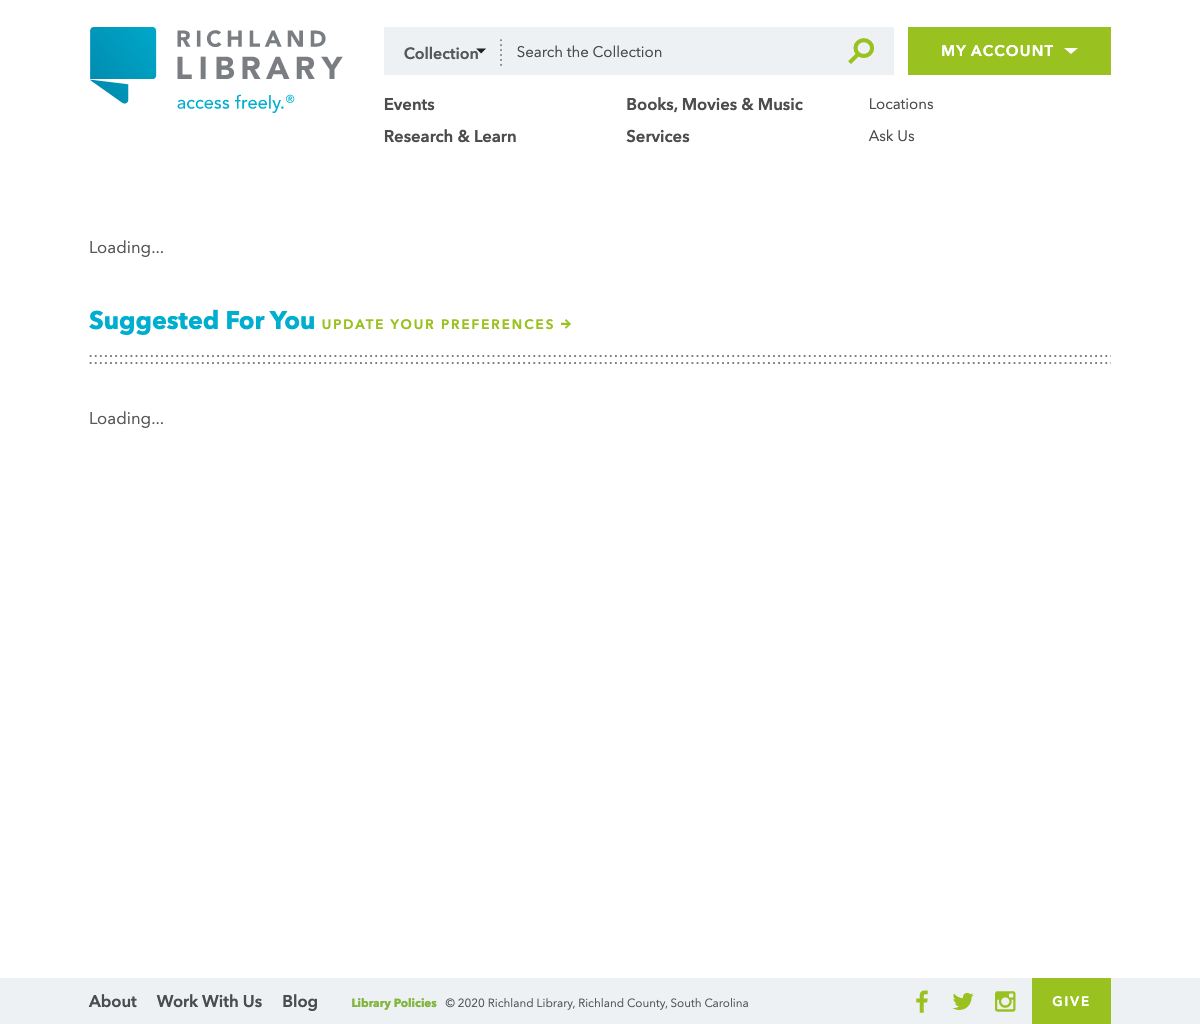 RICHLAND
LIBRARY
access freely.®
Collection
Search the Collection
MY ACCOUNT
Events
Books, Movies & Music
Locations
Research & Learn
Services
Ask Us
Loading...
Suggested For You UPDATE YOUR PREFERENCES →
Loading...
About Work With Us Blog Library Policies © 2020 Richland Library, Richland County, South Carolina GIVE